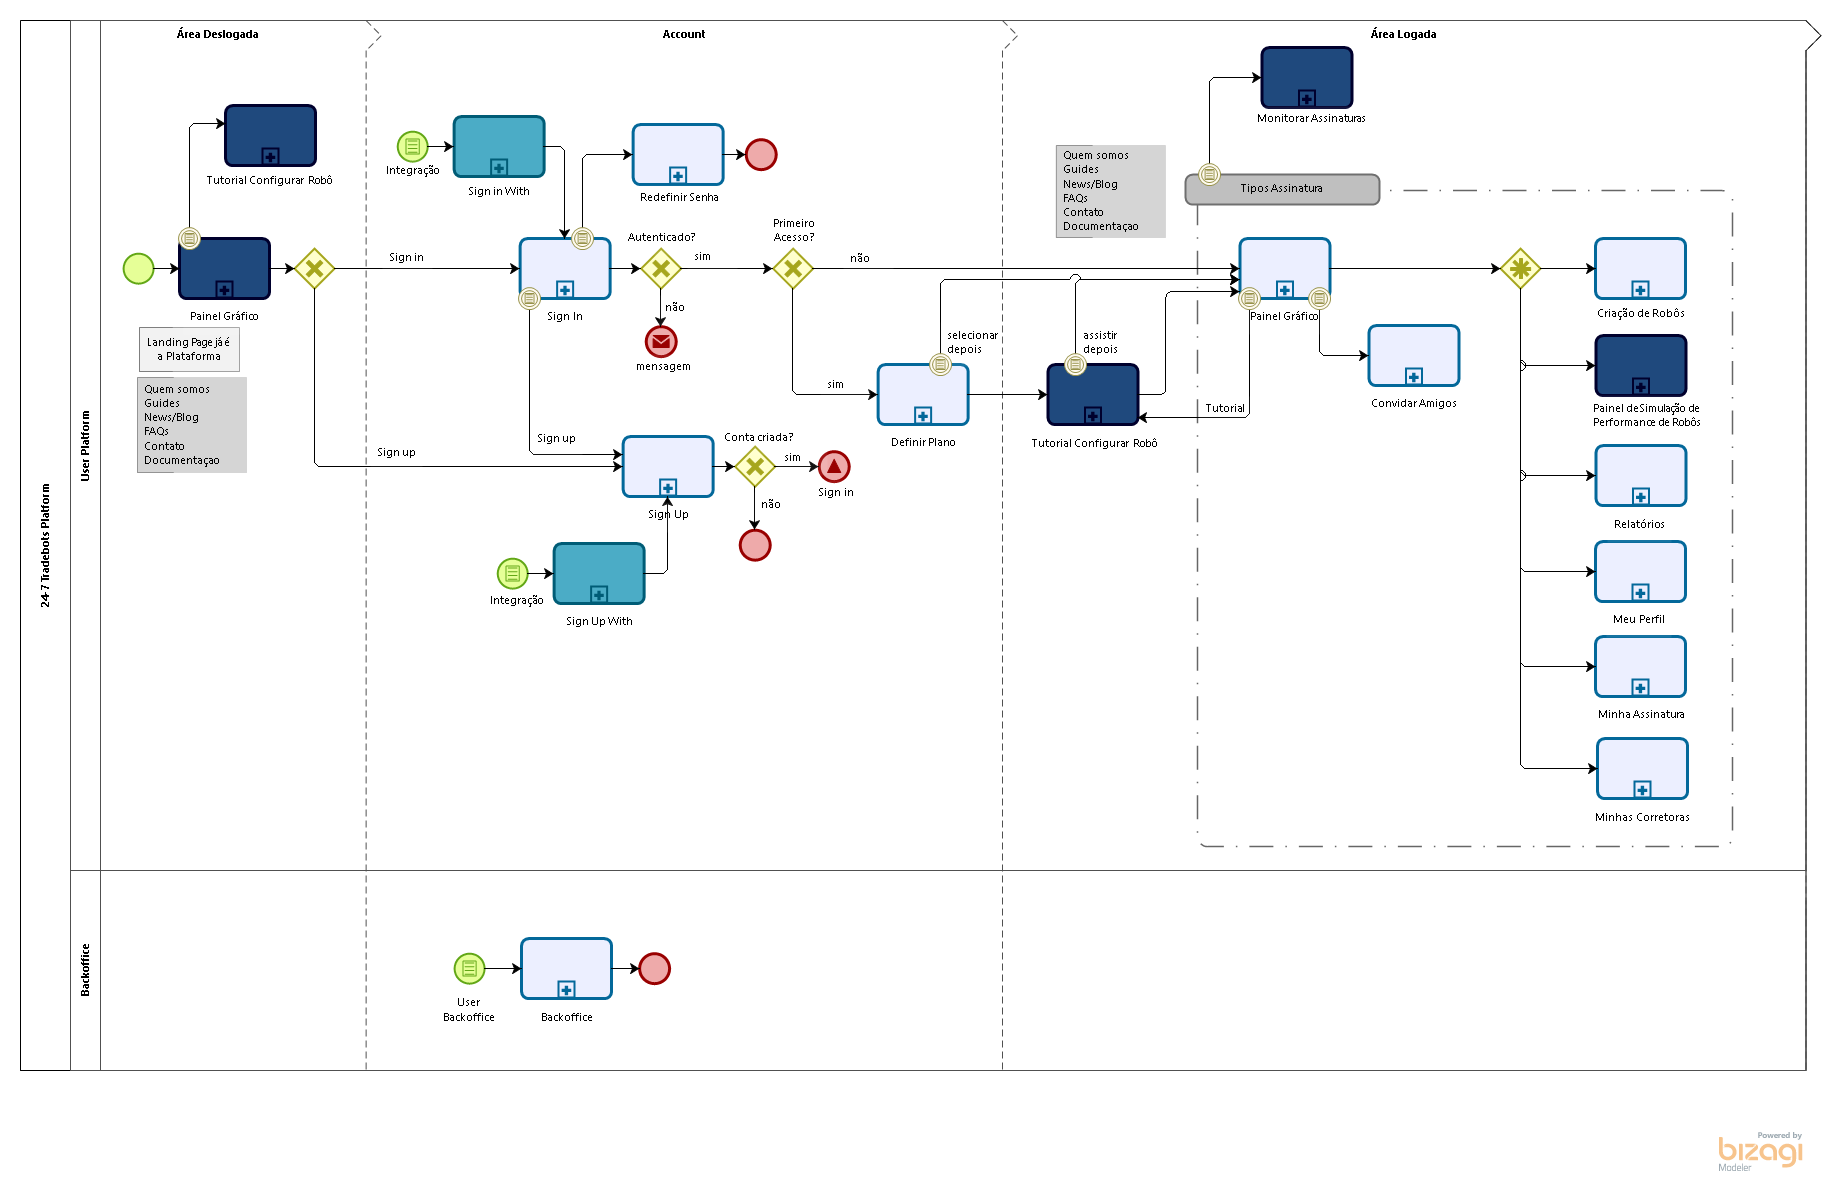 24-7 Tradebots Platform
User Platform
Backoffice
Área Deslogada
Account
Área Logada
Tutorial Configurar Robô
Painel Gráfico
Landing Page já é
a Plataforma
Quem somos
Guides
News/Blog
FAQs
Contato
Documentaçao
Sign in
Sign up
Integração
Sign in With
Redefinir Senha
Sign In
Autenticado?
sim
não
mensagem
Primeiro
Acesso?
não
sim
Sign up
Sign Up
Conta criada?
sim
Sign in
não
Integração
Sign Up With
Definir Plano
selecionar
depois
assistir
depois
Tutorial Configurar Robô
Tutorial
Quem somos
Guides
News/Blog
FAQs
Contato
Documentaçao
Monitorar Assinaturas
Tipos Assinatura
Painel Gráfico
Convidar Amigos
Criação de Robôs
Painel de Simulação de
Performance de Robôs
Relatórios
Meu Perfil
Minha Assinatura
Minhas Corretoras
User
Backoffice
Backoffice
Powered by
bizagi
Modeler